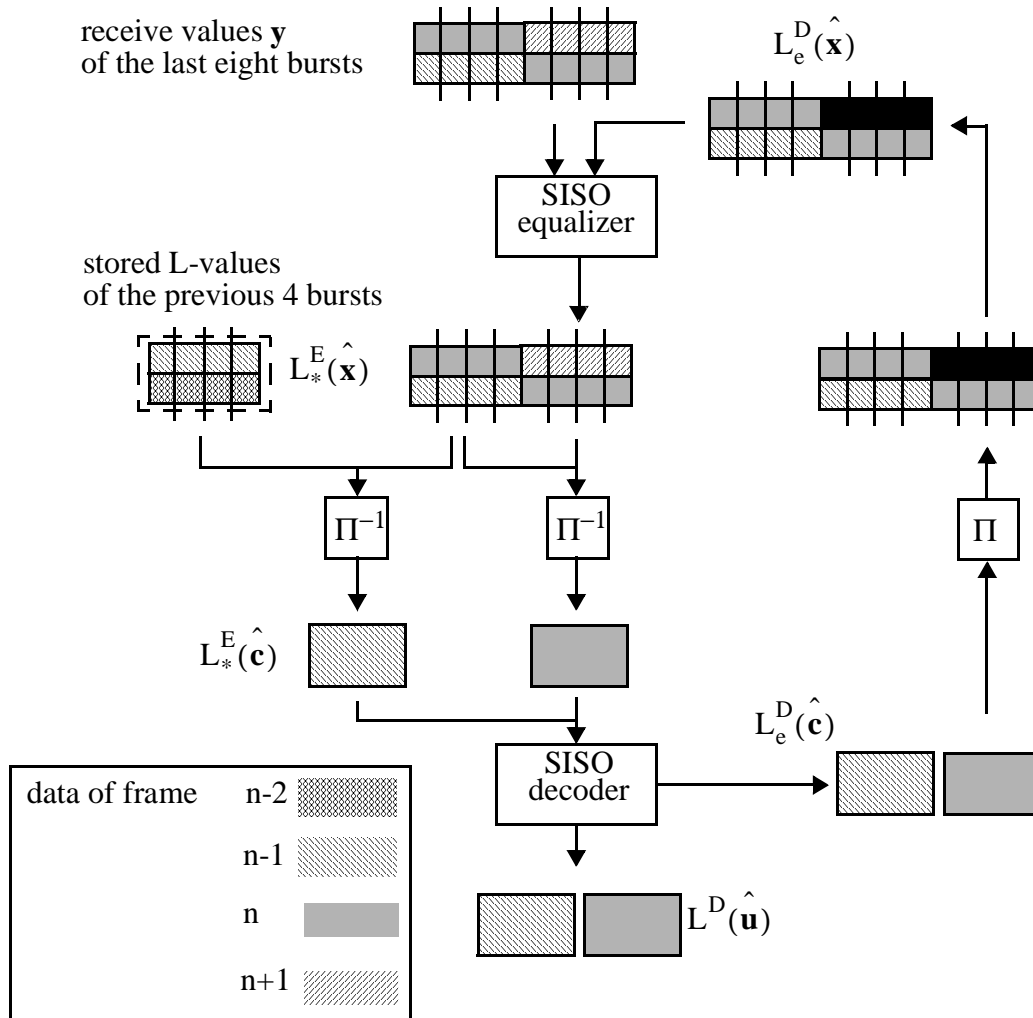 receive values y
of the last eight bursts
L_e^D(x̂)
SISO
equalizer
stored L-values
of the previous 4 bursts
L_*^E(x̂)
Π⁻¹
Π⁻¹
Π
L_*^E(ĉ)
L_e^D(ĉ)
SISO
decoder
data of frame n-2
n-1
n
n+1
L^D(û)